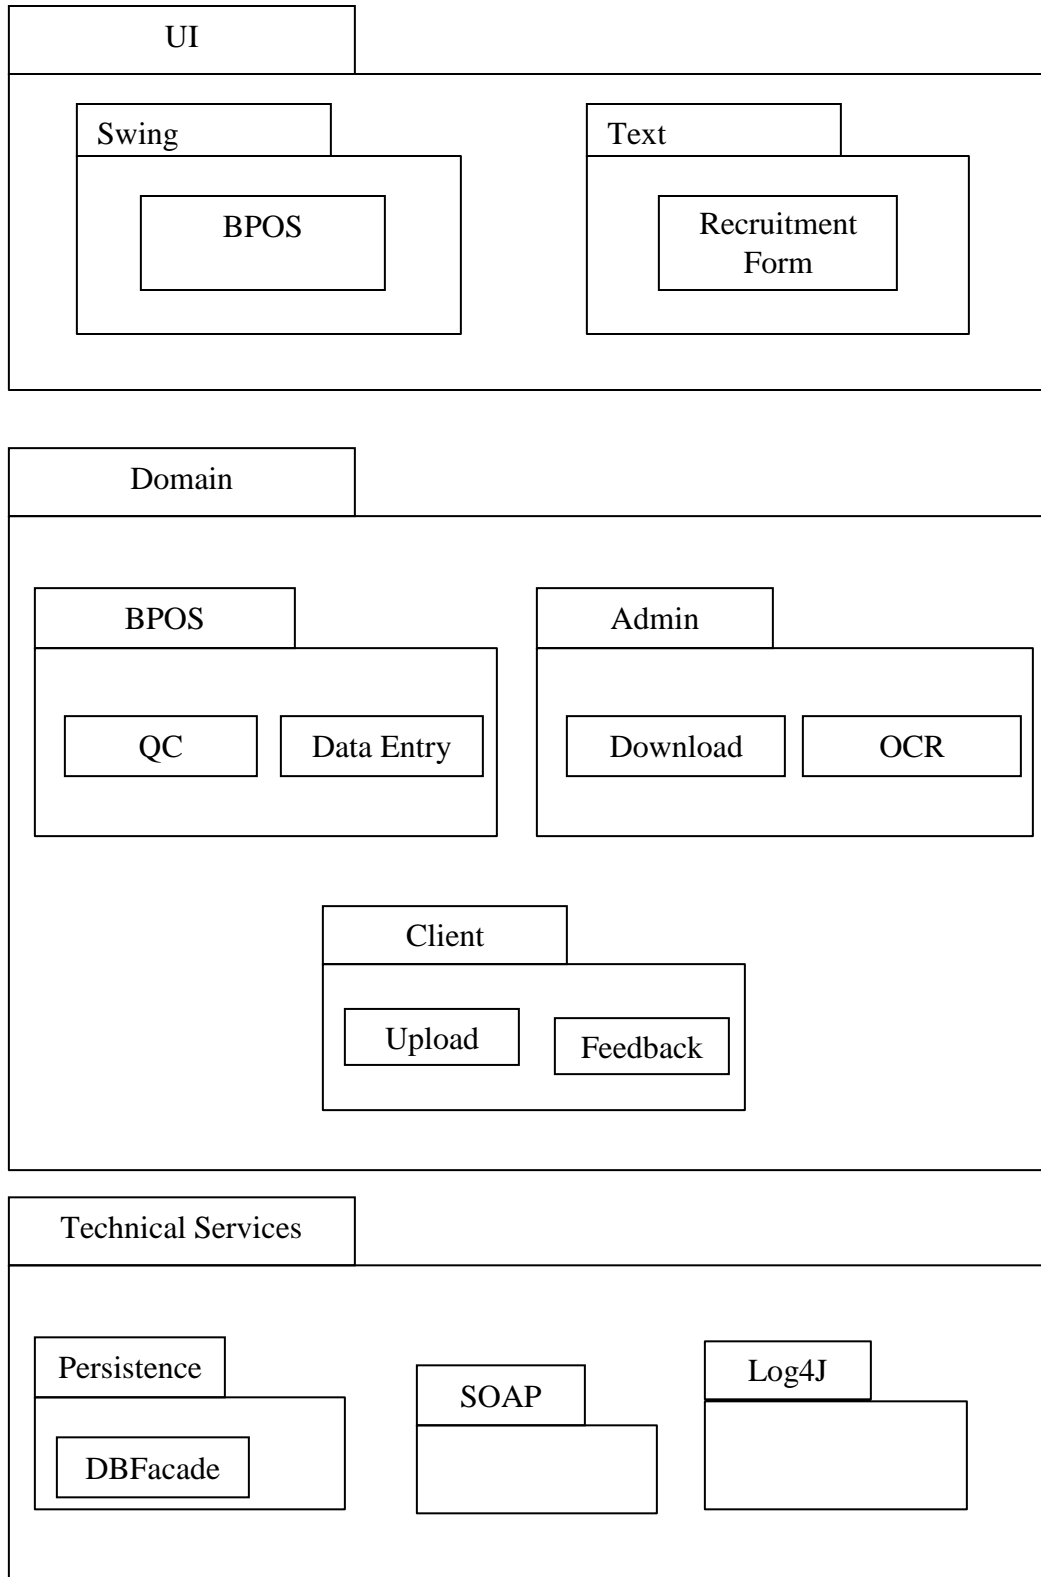 UI
Swing
Text
BPOS
Recruitment
Form
Domain
BPOS
Admin
QC
Data Entry
Download
OCR
Client
Upload
Feedback
Technical Services
Persistence
SOAP
Log4J
DBFacade